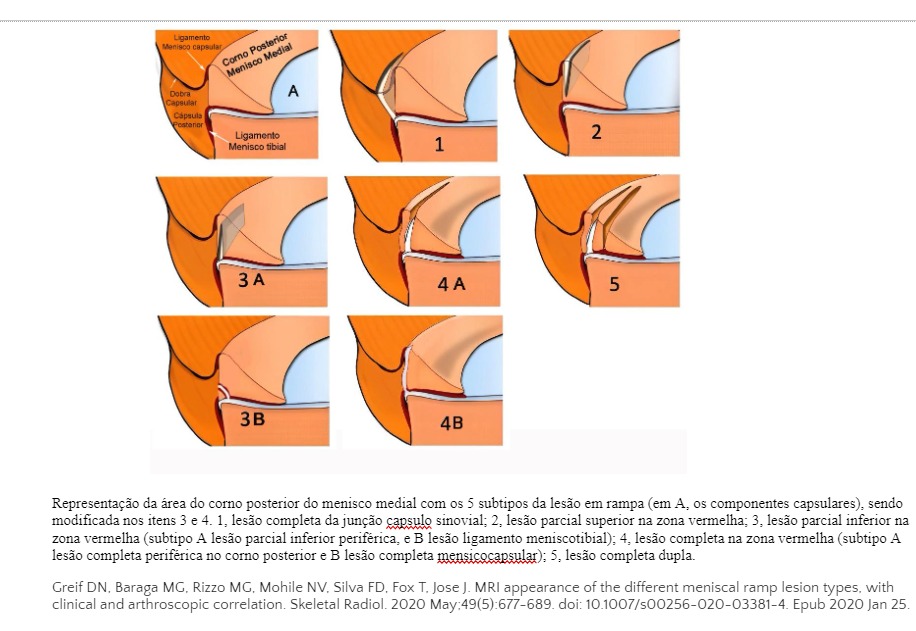 Ligamento
Menisco capsular
Corno Posterior
Menisco Medial
Dobra
Capsular
Cápsula
Posterior
A
Ligamento
Menisco tibial
1
2
3 A
4 A
5
3B
4B
Representação da área do corno posterior do menisco medial com os 5 subtipos da lesão em rampa (em A, os componentes capsulares), sendo
modificada nos itens 3 e 4. 1, lesão completa da junção capsulo sinovial; 2, lesão parcial superior na zona vermelha; 3, lesão parcial inferior na
zona vermelha (subtipo A lesão parcial inferior periférica, e B lesão ligamento meniscotibial); 4, lesão completa na zona vermelha (subtipo A
lesão completa periférica no corno posterior e B lesão completa mensicocapsular); 5, lesão completa dupla.
Greif DN, Baraga MG, Rizzo MG, Mohile NV, Silva FD, Fox T, Jose J. MRI appearance of the different meniscal ramp lesion types, with
clinical and arthroscopic correlation. Skeletal Radiol. 2020 May;49(5):677-689. doi: 10.1007/s00256-020-03381-4. Epub 2020 Jan 25.